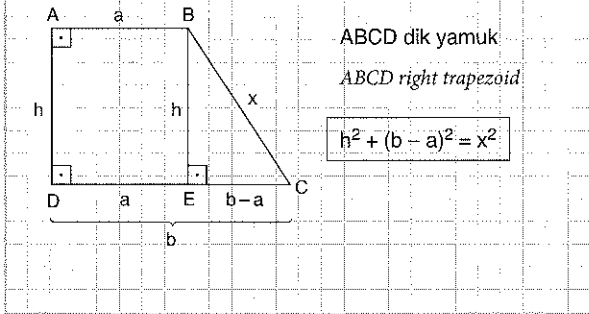 A a B
ABCD dik yamuk
ABCD right trapezoid
h h x
h² + (b – a)² = x²
D a E b–a C
b